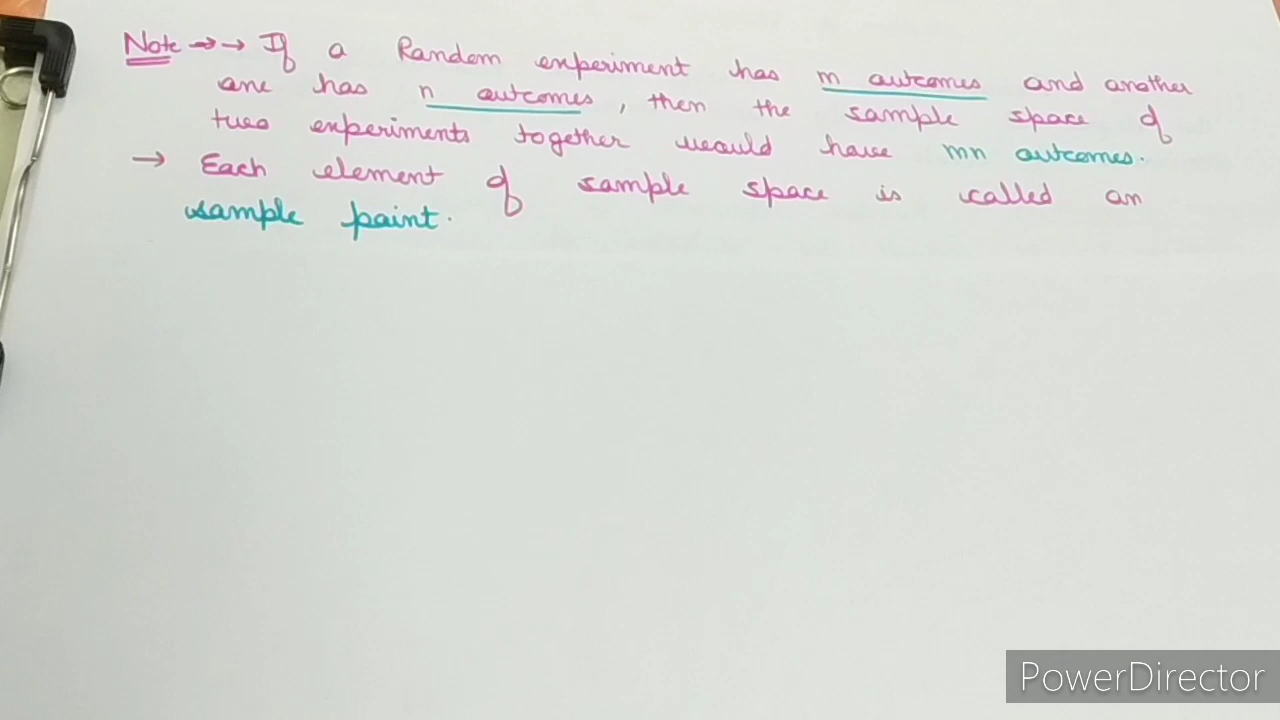 Note →→ If a Random experiment has m outcomes and another
one has n outcomes, then the sample space of
two experiments together would have mn outcomes.
→ Each element of sample space is called an
sample point.
PowerDirector